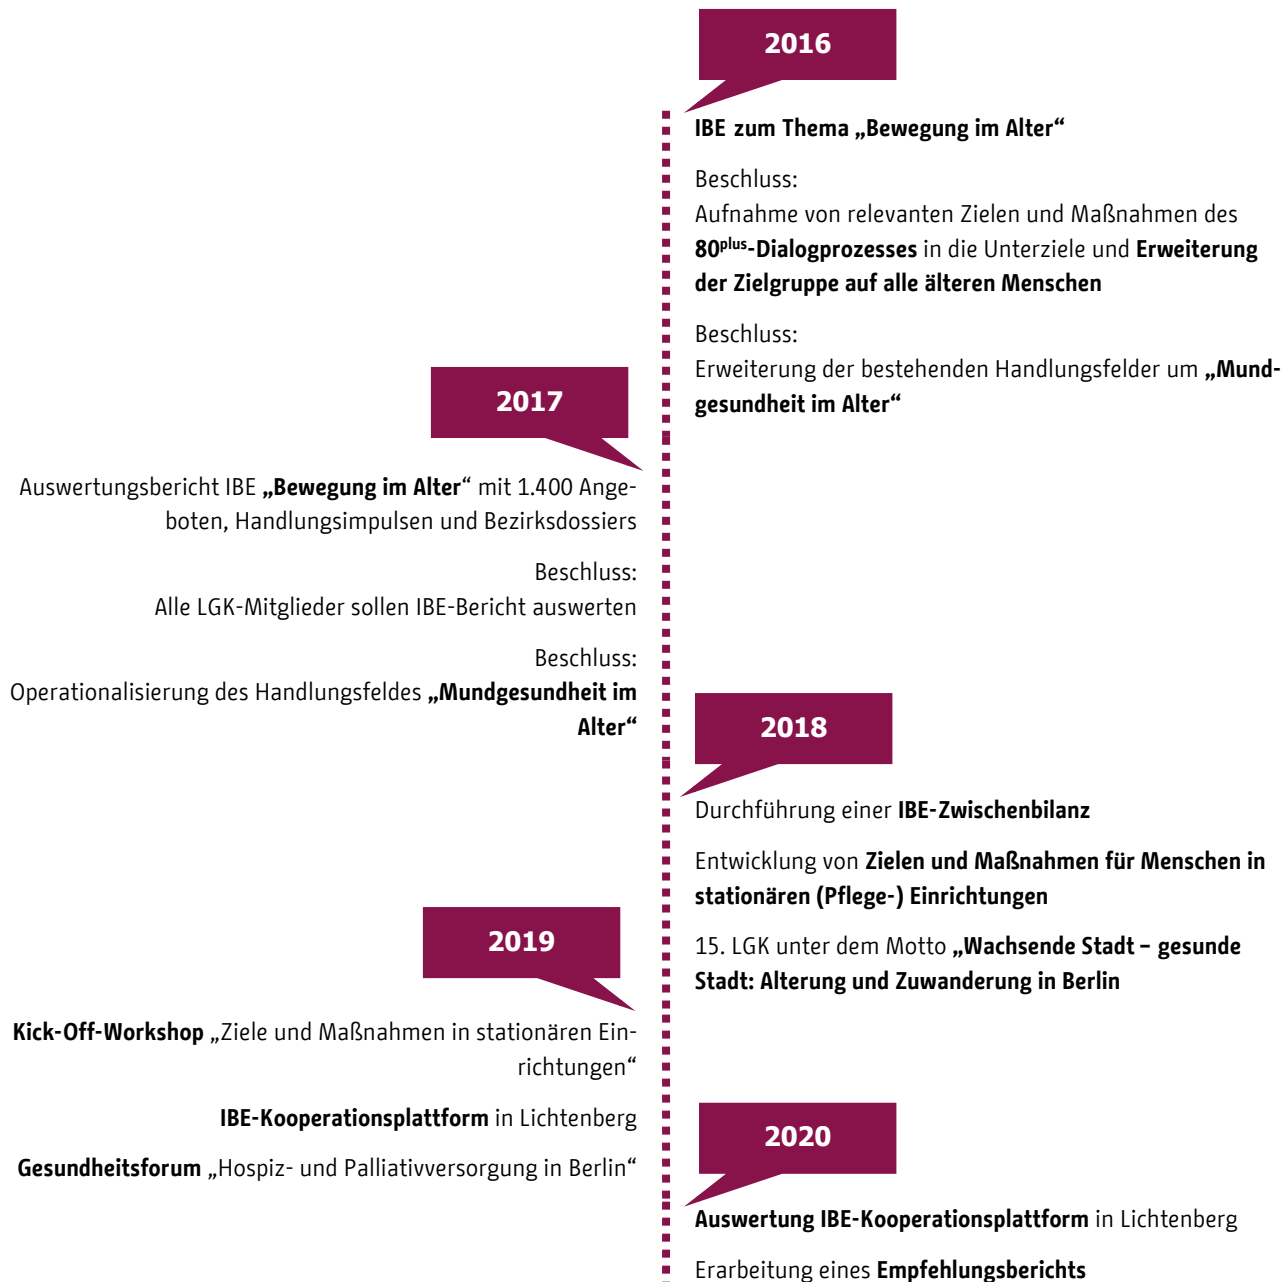 2016
IBE zum Thema „Bewegung im Alter“
Beschluss:
Aufnahme von relevanten Zielen und Maßnahmen des
80plus-Dialogprozesses in die Unterziele und Erweiterung
der Zielgruppe auf alle älteren Menschen
Beschluss:
Erweiterung der bestehenden Handlungsfelder um „Mund-
gesundheit im Alter“
2017
Auswertungsbericht IBE „Bewegung im Alter“ mit 1.400 Ange-
boten, Handlungsimpulsen und Bezirksdossiers
Beschluss:
Alle LGK-Mitglieder sollen IBE-Bericht auswerten
Beschluss:
Operationalisierung des Handlungsfeldes „Mundgesundheit im
Alter“
2018
Durchführung einer IBE-Zwischenbilanz
Entwicklung von Zielen und Maßnahmen für Menschen in
stationären (Pflege-) Einrichtungen
15. LGK unter dem Motto „Wachsende Stadt – gesunde
Stadt: Alterung und Zuwanderung in Berlin
2019
Kick-Off-Workshop „Ziele und Maßnahmen in stationären Ein-
richtungen“
IBE-Kooperationsplattform in Lichtenberg
Gesundheitsforum „Hospiz- und Palliativversorgung in Berlin“
2020
Auswertung IBE-Kooperationsplattform in Lichtenberg
Erarbeitung eines Empfehlungsberichts